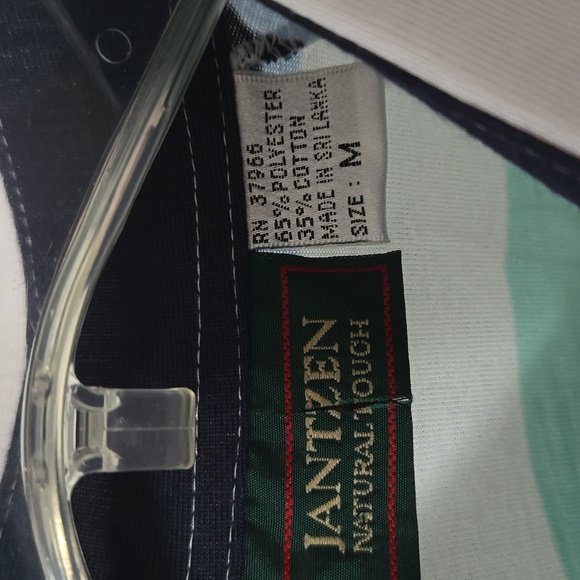 RN 37966
65% POLYESTER
35% COTTON
MADE IN SRI LANKA
SIZE : M
JANTZEN
NATURAL TOUCH